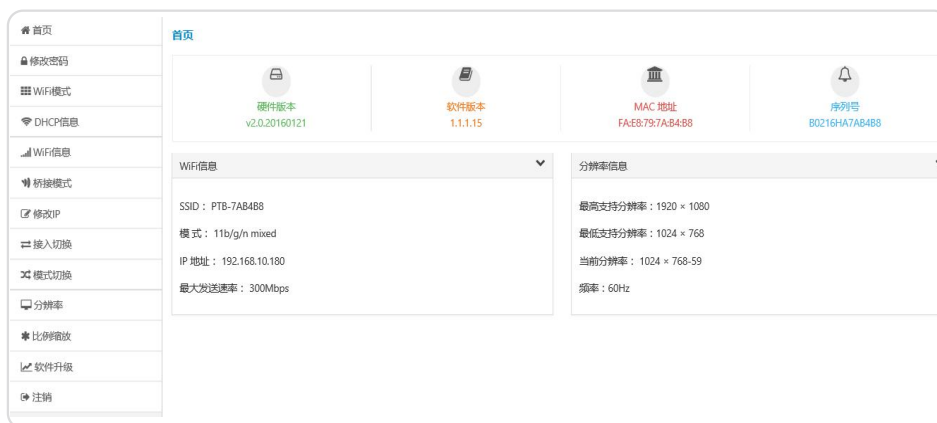 首页
修改密码
WiFi模式
DHCP信息
WiFi信息
桥接模式
修改IP
接入切换
模式切换
分辨率
比例缩放
软件升级
注销
首页
硬件版本
v2.0.20160121
软件版本
1.1.1.15
MAC 地址
FA:E8:79:7A:B4:B8
序列号
B0216HA7AB4B8
WiFi信息
SSID： PTB-7AB4B8
模 式： 11b/g/n mixed
IP 地址： 192.168.10.180
最大发送速率： 300Mbps
分辨率信息
最高支持分辨率：1920 × 1080
最低支持分辨率：1024 × 768
当前分辨率： 1024 × 768-59
频率：60Hz